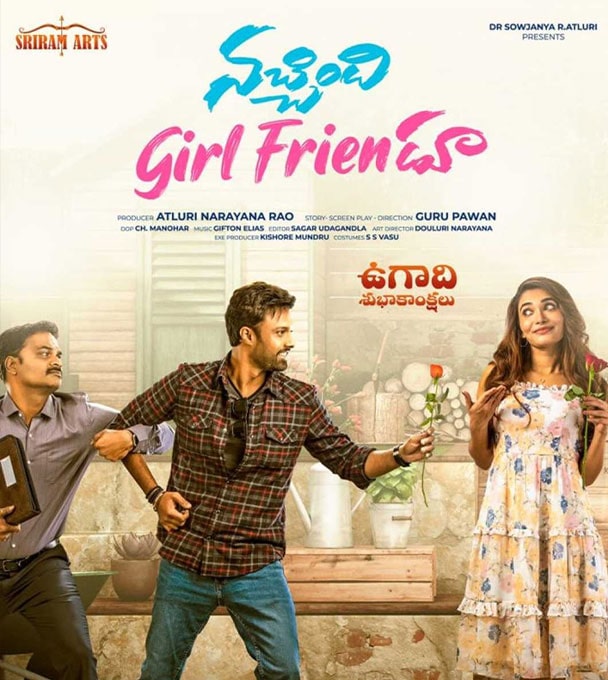 SRIRAM ARTS
DR SOWJANYA R.ATLURI
PRESENTS
నచ్చింది
Girl Frienడూ
PRODUCER ATLURI NARAYANA RAO STORY- SCREEN PLAY - DIRECTION GURU PAWAN
DOP CH. MANOHAR MUSIC GIFTON ELIAS EDITOR SAGAR UDAGANDLA ART DIRECTOR DOULURI NARAYANA
EXE PRODUCER KISHORE MUNDRU COSTUMES S S VASU
ఉగాది
శుభాకాంక్షలు